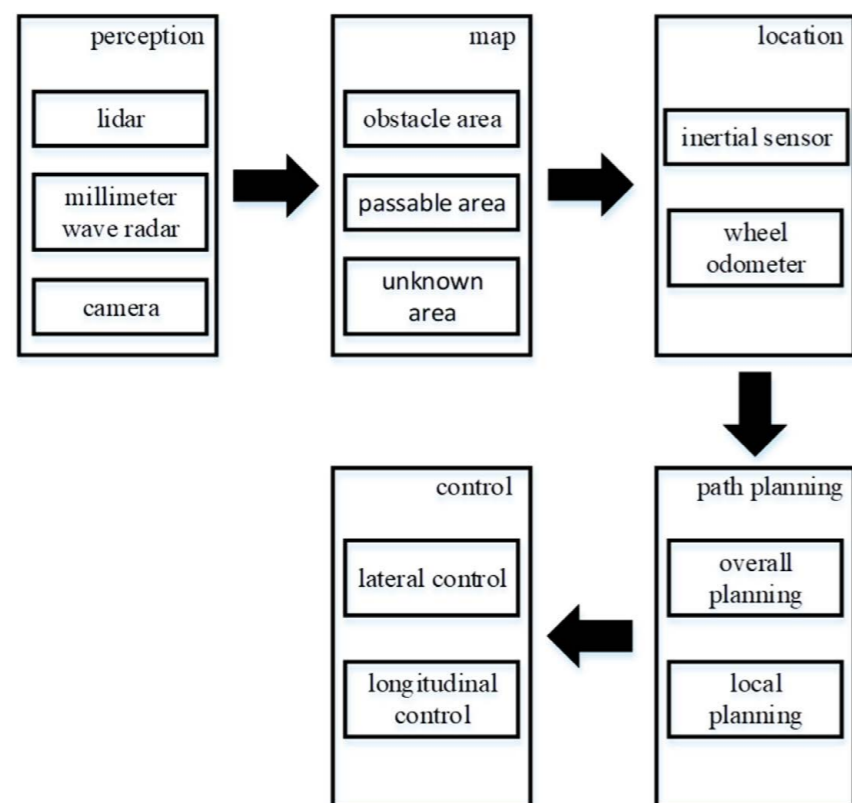 perception
lidar
millimeter
wave radar
camera
map
obstacle area
passable area
unknown
area
location
inertial sensor
wheel
odometer
path planning
overall
planning
local
planning
control
lateral control
longitudinal
control